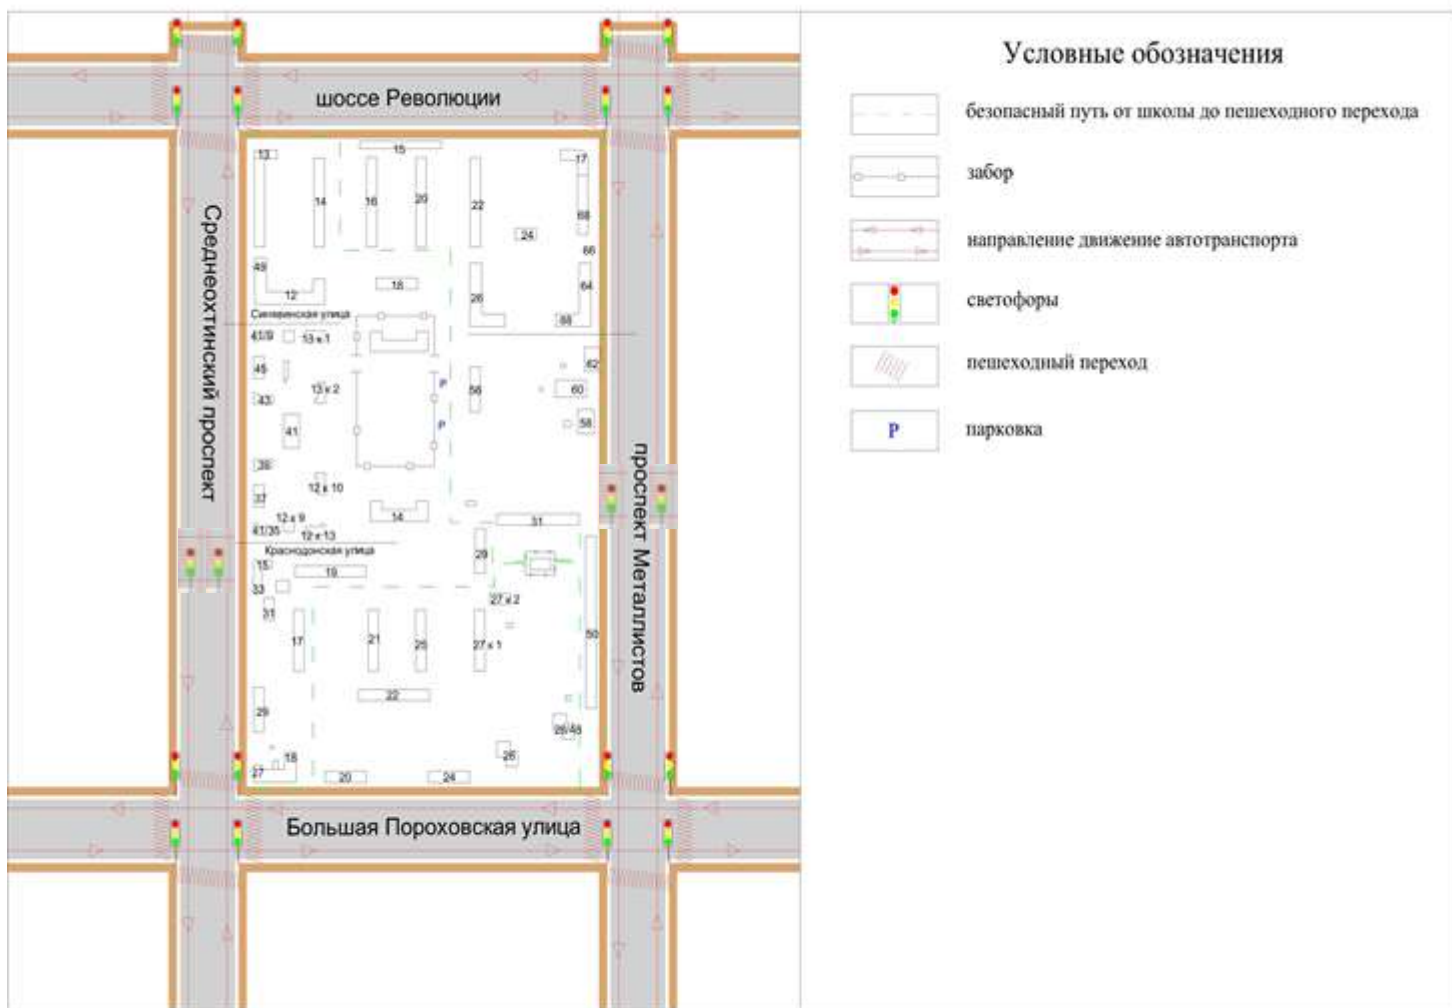 Условные обозначения
безопасный путь от школы до пешеходного перехода
забор
направление движение автотранспорта
светофоры
пешеходный переход
P
парковка
шоссе Революции
Среднеохтинский проспект
проспект Металлистов
Большая Пороховская улица
13
15
17
14
16
20
22
68
24
66
49
12
18
26
64
Синявинская улица
41/9
13 к 1
62
45
13 к 2
P
56
60
43
41
P
58
39
37
12 к 10
12 к 9
14
31
41/35
12 к 13
Краснодонская улица
29
15
19
33
27 к 2
31
17
21
25
27 к 1
50
22
29
28/48
18
26
27
20
24